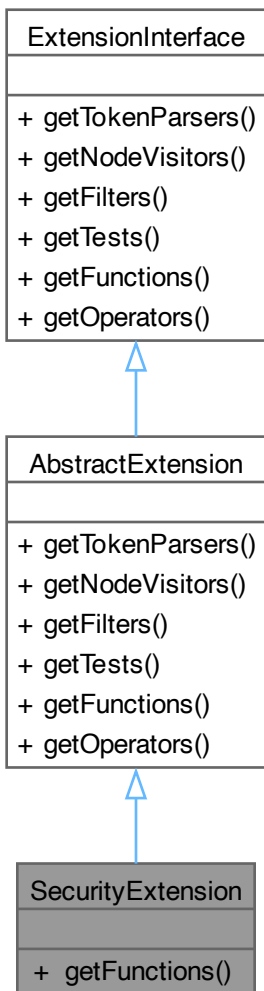 ExtensionInterface
+ getTokenParsers()
+ getNodeVisitors()
+ getFilters()
+ getTests()
+ getFunctions()
+ getOperators()
AbstractExtension
+ getTokenParsers()
+ getNodeVisitors()
+ getFilters()
+ getTests()
+ getFunctions()
+ getOperators()
SecurityExtension
+ getFunctions()